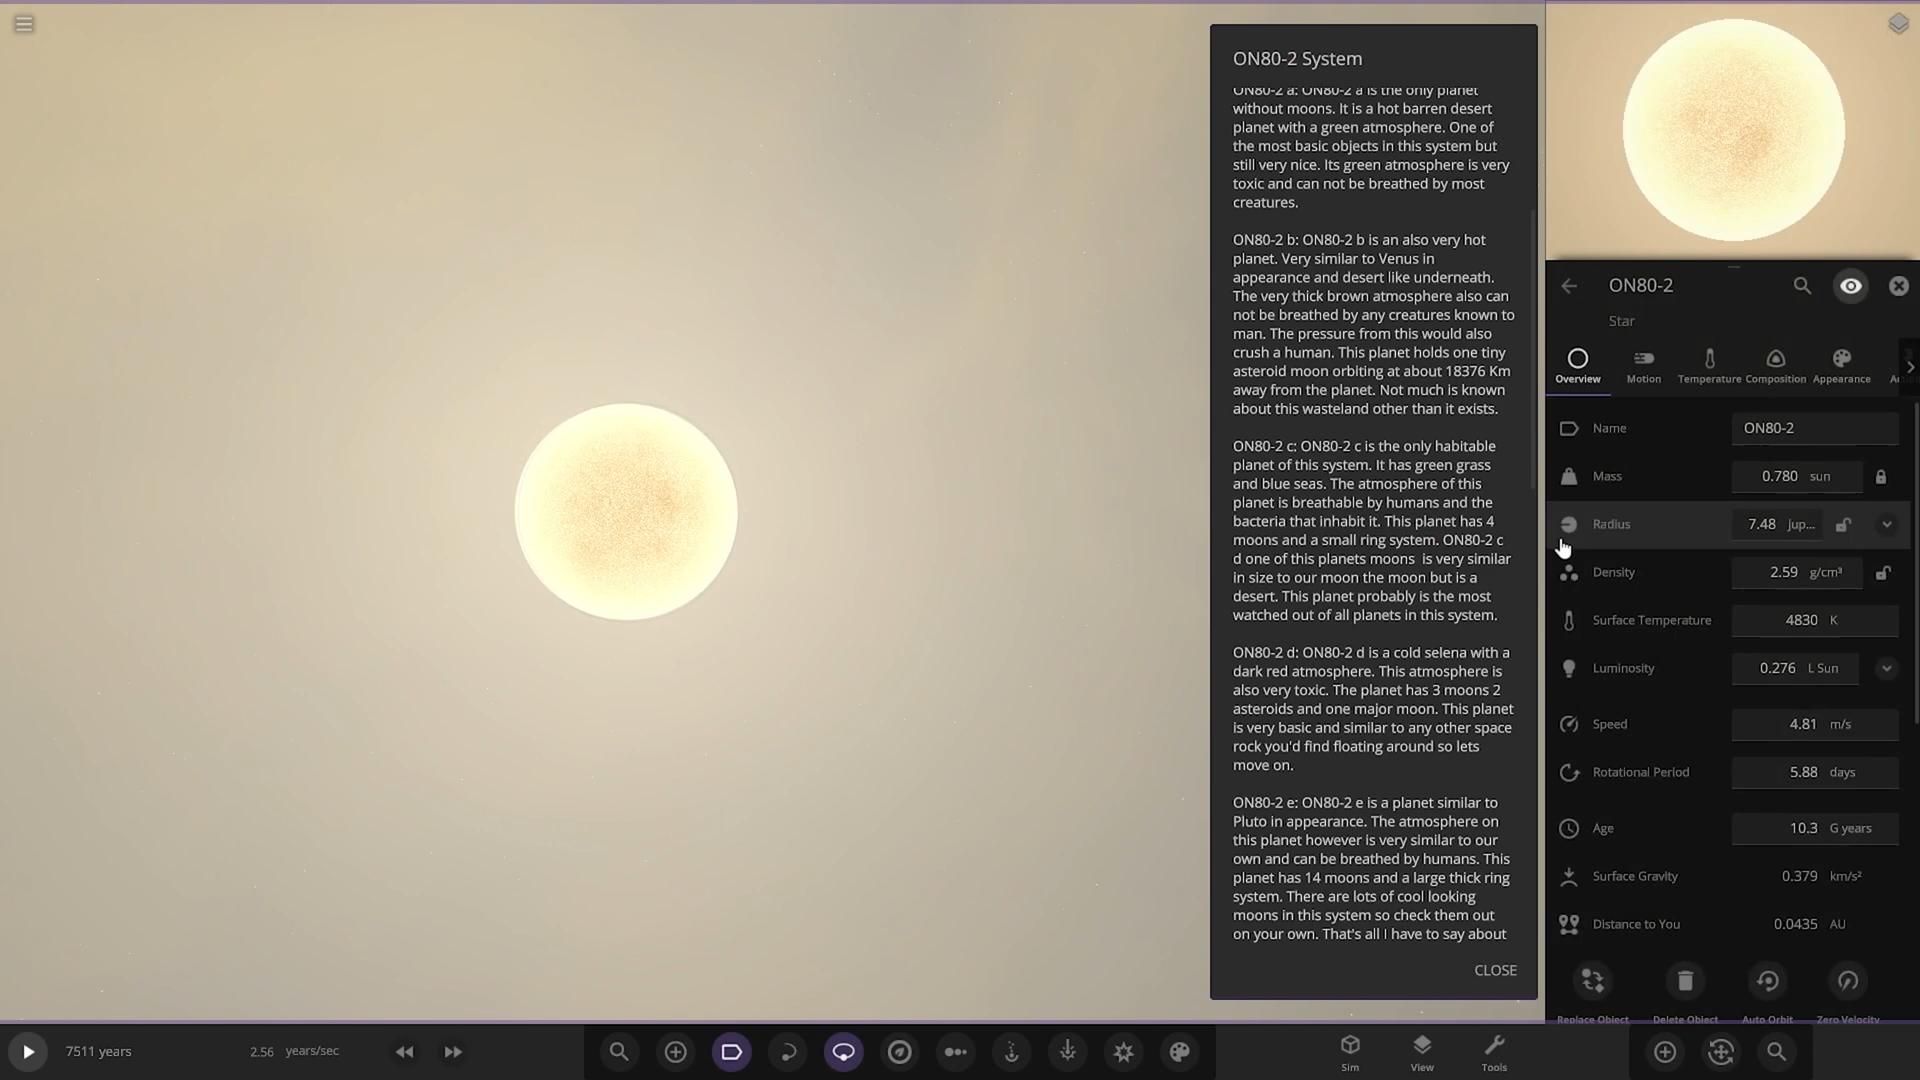 ON80-2 System
ON80-2 a: ON80-2 a is the only planet
without moons. It is a hot barren desert
planet with a green atmosphere. One of
the most basic objects in this system but
still very nice. Its green atmosphere is very
toxic and can not be breathed by most
creatures.
ON80-2 b: ON80-2 b is an also very hot
planet. Very similar to Venus in
appearance and desert like underneath.
The very thick brown atmosphere also can
not be breathed by any creatures known to
man. The pressure from this would also
crush a human. This planet holds one tiny
asteroid moon orbiting at about 18376 Km
away from the planet. Not much is known
about this wasteland other than it exists.
ON80-2 c: ON80-2 c is the only habitable
planet of this system. It has green grass
and blue seas. The atmosphere of this
planet is breathable by humans and the
bacteria that inhabit it. This planet has 4
moons and a small ring system. ON80-2 c
d one of this planets moons  is very similar
in size to our moon the moon but is a
desert. This planet probably is the most
watched out of all planets in this system.
ON80-2 d: ON80-2 d is a cold selena with a
dark red atmosphere. This atmosphere is
also very toxic. The planet has 3 moons 2
asteroids and one major moon. This planet
is very basic and similar to any other space
rock you'd find floating around so lets
move on.
ON80-2 e: ON80-2 e is a planet similar to
Pluto in appearance. The atmosphere on
this planet however is very similar to our
own and can be breathed by humans. This
planet has 14 moons and a large thick ring
system. There are lots of cool looking
moons in this system so check them out
on your own. That's all I have to say about
CLOSE
ON80-2
Star
Overview Motion Temperature Composition Appearance
Name ON80-2
Mass 0.780 sun
Radius 7.48 Jup...
Density 2.59 g/cm³
Surface Temperature 4830 K
Luminosity 0.276 L Sun
Speed 4.81 m/s
Rotational Period 5.88 days
Age 10.3 G years
Surface Gravity 0.379 km/s²
Distance to You 0.0435 AU
Replace Object Delete Object Auto Orbit Zero Velocity
7511 years 2.56 years/sec Sim View Tools